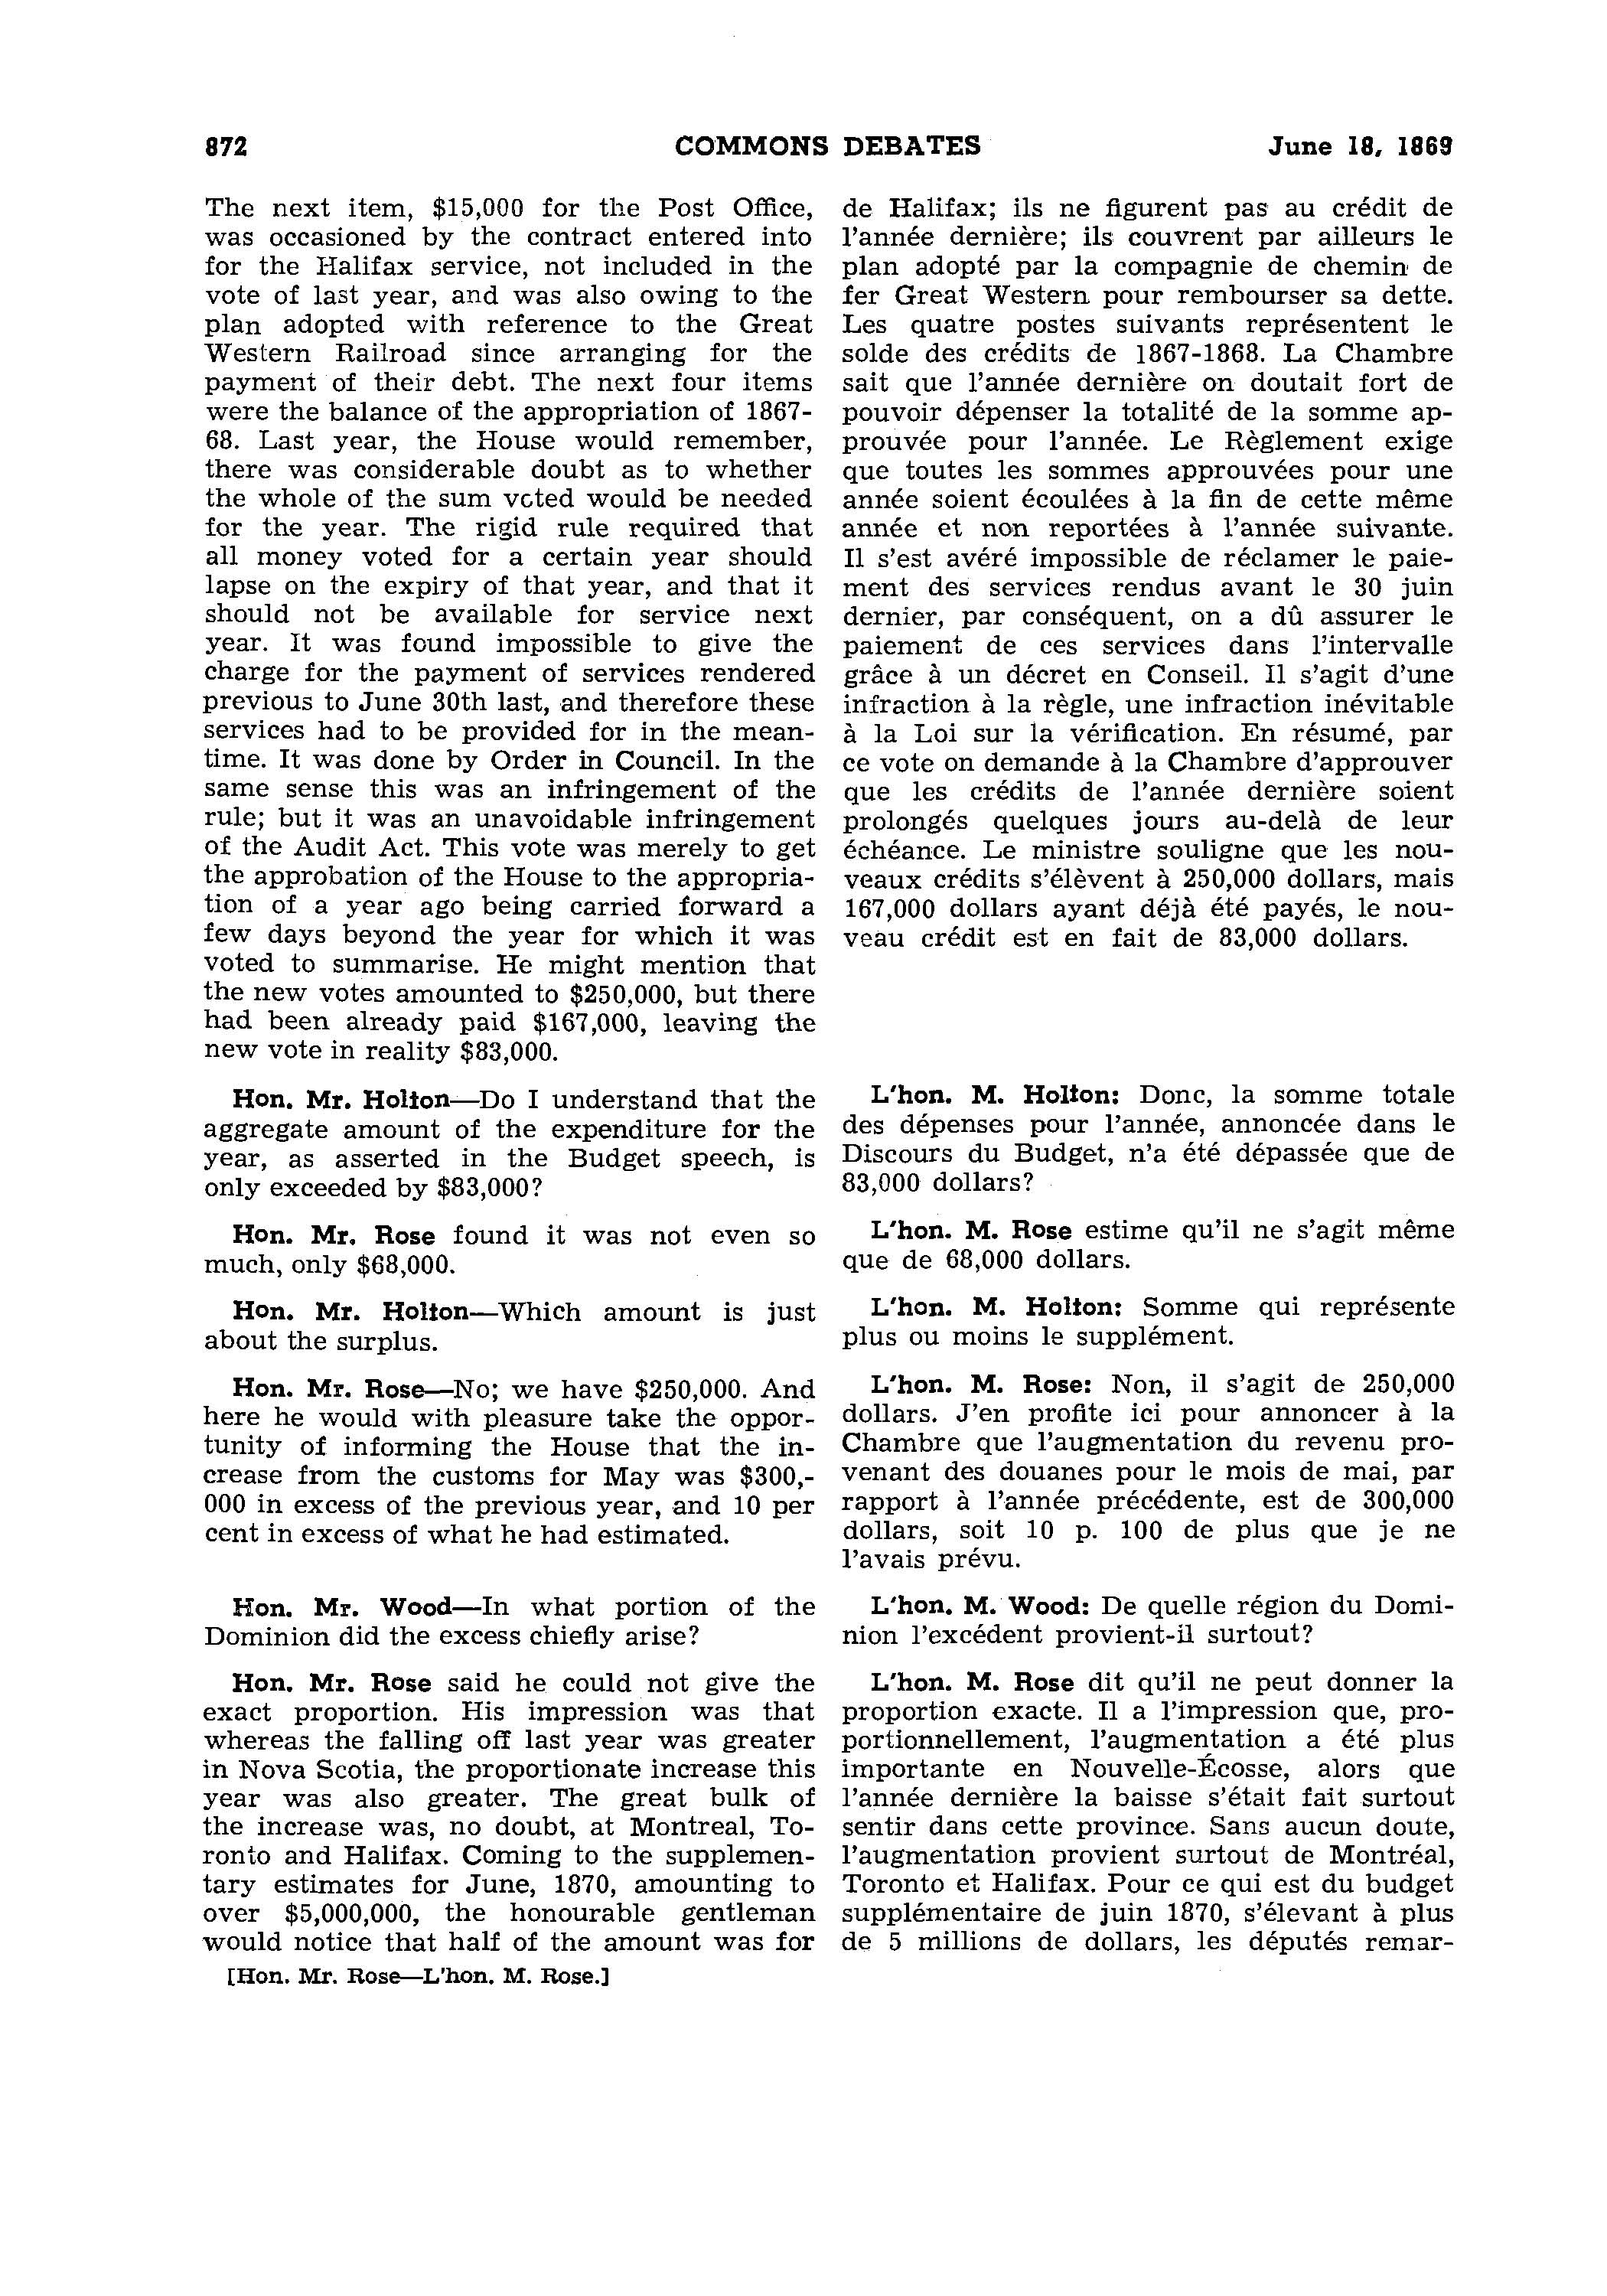 872 COMMONS DEBATES June 18, 1869
The next item, $15,000 for the Post Office,
was occasioned by the contract entered into
for the Halifax service, not included in the
vote of last year, and was also owing to the
plan adopted with reference to the Great
Western Railroad since arranging for the
payment of their debt. The next four items
were the balance of the appropriation of 1867-
68. Last year, the House would remember,
there was considerable doubt as to whether
the whole of the sum voted would be needed
for the year. The rigid rule required that
all money voted for a certain year should
lapse on the expiry of that year, and that it
should not be available for service next
year. It was found impossible to give the
charge for the payment of services rendered
previous to June 30th last, and therefore these
services had to be provided for in the mean-
time. It was done by Order in Council. In the
same sense this was an infringement of the
rule; but it was an unavoidable infringement
of the Audit Act. This vote was merely to get
the approbation of the House to the appropria-
tion of a year ago being carried forward a
few days beyond the year for which it was
voted to summarise. He might mention that
the new votes amounted to $250,000, but there
had been already paid $167,000, leaving the
new vote in reality $83,000.
Hon. Mr. Holton—Do I understand that the
aggregate amount of the expenditure for the
year, as asserted in the Budget speech, is
only exceeded by $83,000?
Hon. Mr. Rose found it was not even so
much, only $68,000.
Hon. Mr. Holton—Which amount is just
about the surplus.
Hon. Mr. Rose—No; we have $250,000. And
here he would with pleasure take the oppor-
tunity of informing the House that the in-
crease from the customs for May was $300,-
000 in excess of the previous year, and 10 per
cent in excess of what he had estimated.
Hon. Mr. Wood—In what portion of the
Dominion did the excess chiefly arise?
Hon. Mr. Rose said he could not give the
exact proportion. His impression was that
whereas the falling off last year was greater
in Nova Scotia, the proportionate increase this
year was also greater. The great bulk of
the increase was, no doubt, at Montreal, To-
ronto and Halifax. Coming to the supplemen-
tary estimates for June, 1870, amounting to
over $5,000,000, the honourable gentleman
would notice that half of the amount was for
[Hon. Mr. Rose—L'hon. M. Rose.]
de Halifax; ils ne figurent pas au crédit de
l'année dernière; ils couvrent par ailleurs le
plan adopté par la compagnie de chemin de
fer Great Western pour rembourser sa dette.
Les quatre postes suivants représentent le
solde des crédits de 1867-1868. La Chambre
sait que l'année dernière on doutait fort de
pouvoir dépenser la totalité de la somme ap-
prouvée pour l'année. Le Règlement exige
que toutes les sommes approuvées pour une
année soient écoulées à la fin de cette même
année et non reportées à l'année suivante.
Il s'est avéré impossible de réclamer le paie-
ment des services rendus avant le 30 juin
dernier, par conséquent, on a dû assurer le
paiement de ces services dans l'intervalle
grâce à un décret en Conseil. Il s'agit d'une
infraction à la règle, une infraction inévitable
à la Loi sur la vérification. En résumé, par
ce vote on demande à la Chambre d'approuver
que les crédits de l'année dernière soient
prolongés quelques jours au-delà de leur
échéance. Le ministre souligne que les nou-
veaux crédits s'élèvent à 250,000 dollars, mais
167,000 dollars ayant déjà été payés, le nou-
veau crédit est en fait de 83,000 dollars.
L'hon. M. Holton: Donc, la somme totale
des dépenses pour l'année, annoncée dans le
Discours du Budget, n'a été dépassée que de
83,000 dollars?
L'hon. M. Rose estime qu'il ne s'agit même
que de 68,000 dollars.
L'hon. M. Holton: Somme qui représente
plus ou moins le supplément.
L'hon. M. Rose: Non, il s'agit de 250,000
dollars. J'en profite ici pour annoncer à la
Chambre que l'augmentation du revenu pro-
venant des douanes pour le mois de mai, par
rapport à l'année précédente, est de 300,000
dollars, soit 10 p. 100 de plus que je ne
l'avais prévu.
L'hon. M. Wood: De quelle région du Domi-
nion l'excédent provient-il surtout?
L'hon. M. Rose dit qu'il ne peut donner la
proportion exacte. Il a l'impression que, pro-
portionnellement, l'augmentation a été plus
importante en Nouvelle-Écosse, alors que
l'année dernière la baisse s'était fait surtout
sentir dans cette province. Sans aucun doute,
l'augmentation provient surtout de Montréal,
Toronto et Halifax. Pour ce qui est du budget
supplémentaire de juin 1870, s'élevant à plus
de 5 millions de dollars, les députés remar-